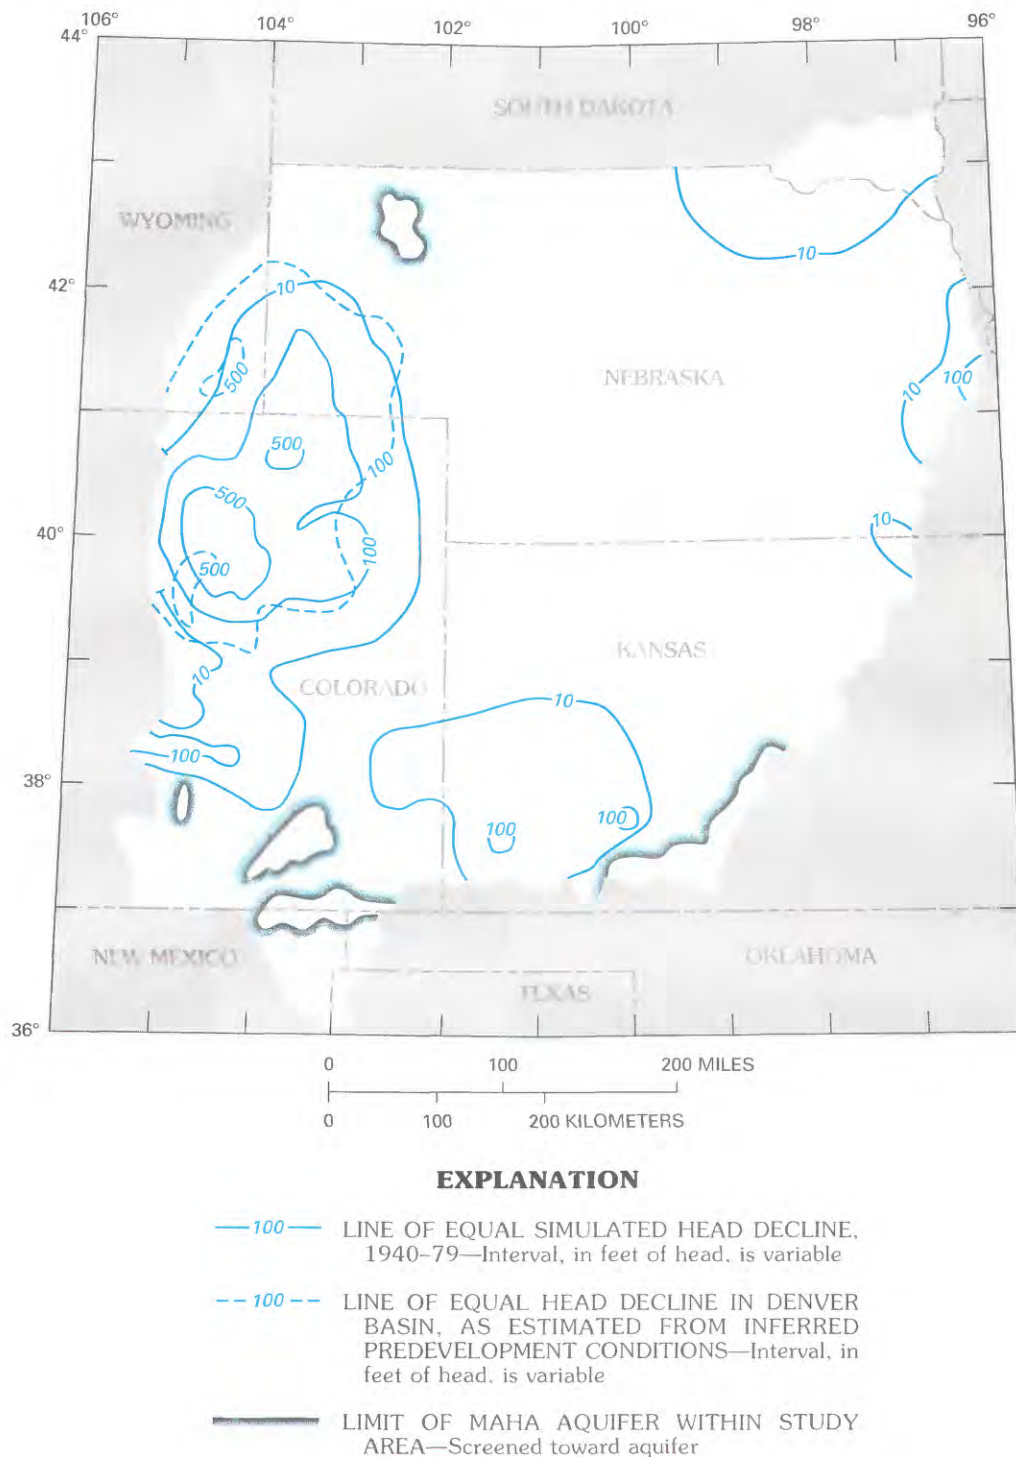 106°
104°
102°
100°
98°
96°
44°
SOUTH DAKOTA
WYOMING
10
42°
10
500
NEBRASKA
10
100
500
100
500
10
40°
100
500
KANSAS
10
COLORADO
10
100
38°
100
100
NEW MEXICO
OKLAHOMA
TEXAS
36°
0 100 200 MILES
0 100 200 KILOMETERS
EXPLANATION
100 LINE OF EQUAL SIMULATED HEAD DECLINE,
1940–79—Interval, in feet of head, is variable
100 LINE OF EQUAL HEAD DECLINE IN DENVER
BASIN, AS ESTIMATED FROM INFERRED
PREDEVELOPMENT CONDITIONS—Interval, in
feet of head, is variable
LIMIT OF MAHA AQUIFER WITHIN STUDY
AREA—Screened toward aquifer